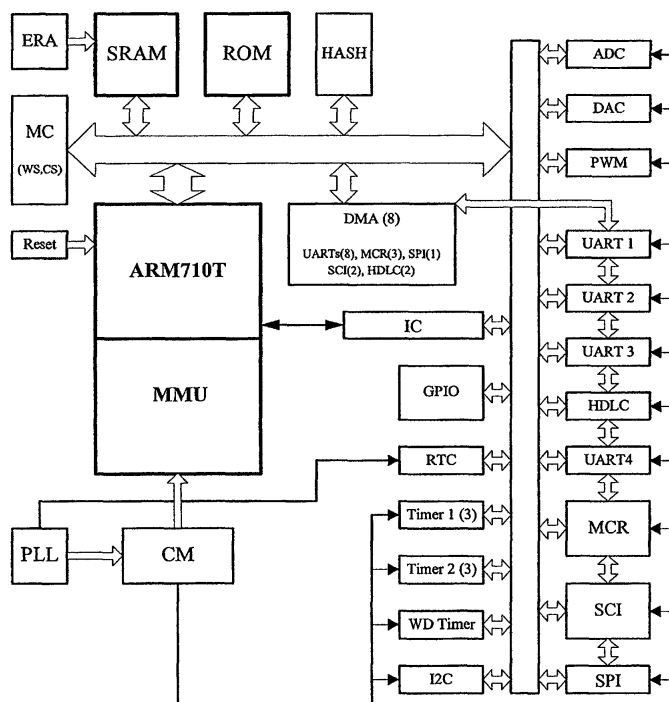 ERA
SRAM
ROM
HASH
ADC
MC
(WS,CS)
DAC
PWM
DMA (8)
UARTs(8), MCR(3), SPI(1)
SCI(2), HDLC(2)
Reset
ARM710T
UART 1
UART 2
IC
UART 3
MMU
GPIO
HDLC
RTC
UART4
Timer 1 (3)
MCR
PLL
CM
Timer 2 (3)
WD Timer
SCI
I2C
SPI